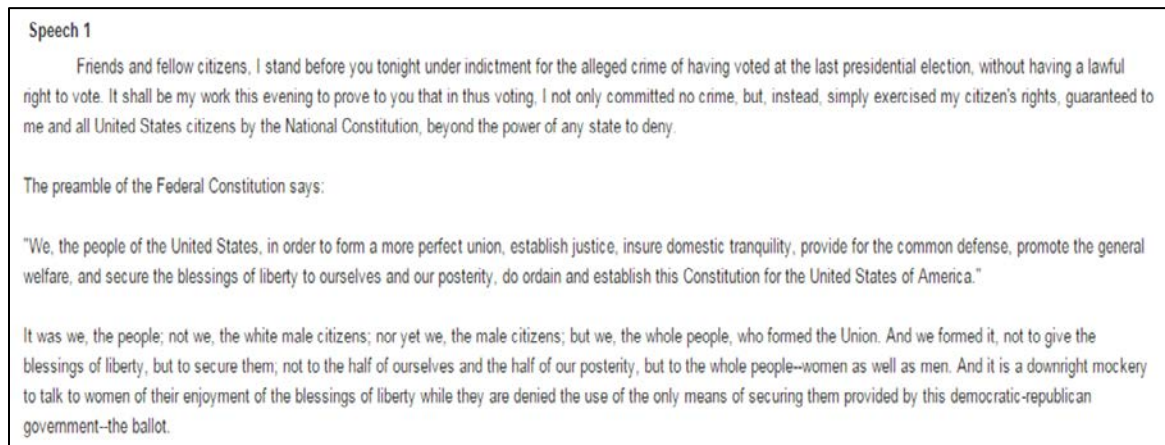 Speech 1
Friends and fellow citizens, I stand before you tonight under indictment for the alleged crime of having voted at the last presidential election, without having a lawful
right to vote. It shall be my work this evening to prove to you that in thus voting, I not only committed no crime, but, instead, simply exercised my citizen's rights, guaranteed to
me and all United States citizens by the National Constitution, beyond the power of any state to deny.
The preamble of the Federal Constitution says:
"We, the people of the United States, in order to form a more perfect union, establish justice, insure domestic tranquility, provide for the common defense, promote the general
welfare, and secure the blessings of liberty to ourselves and our posterity, do ordain and establish this Constitution for the United States of America."
It was we, the people; not we, the white male citizens; nor yet we, the male citizens; but we, the whole people, who formed the Union. And we formed it, not to give the
blessings of liberty, but to secure them; not to the half of ourselves and the half of our posterity, but to the whole people--women as well as men. And it is a downright mockery
to talk to women of their enjoyment of the blessings of liberty while they are denied the use of the only means of securing them provided by this democratic-republican
government--the ballot.